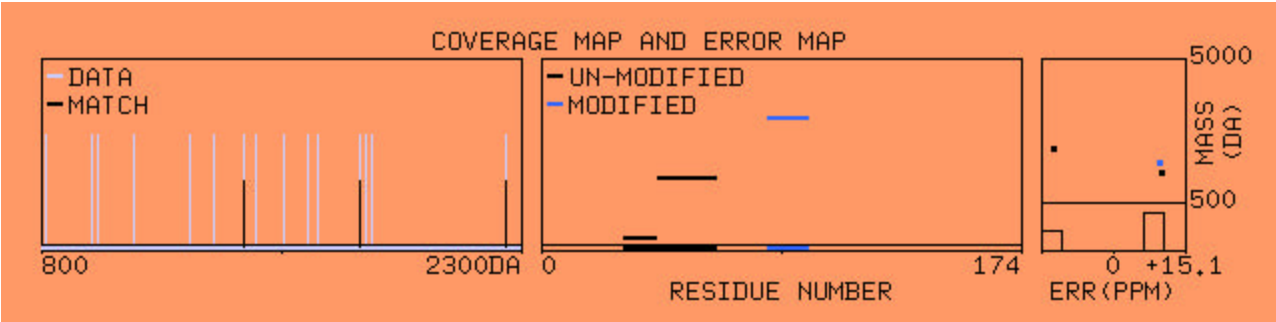 COVERAGE MAP AND ERROR MAP
DATA
MATCH
800
2300DA
UN-MODIFIED
MODIFIED
0
174
RESIDUE NUMBER
5000
MASS
(DA)
500
0
+15.1
ERR(PPM)